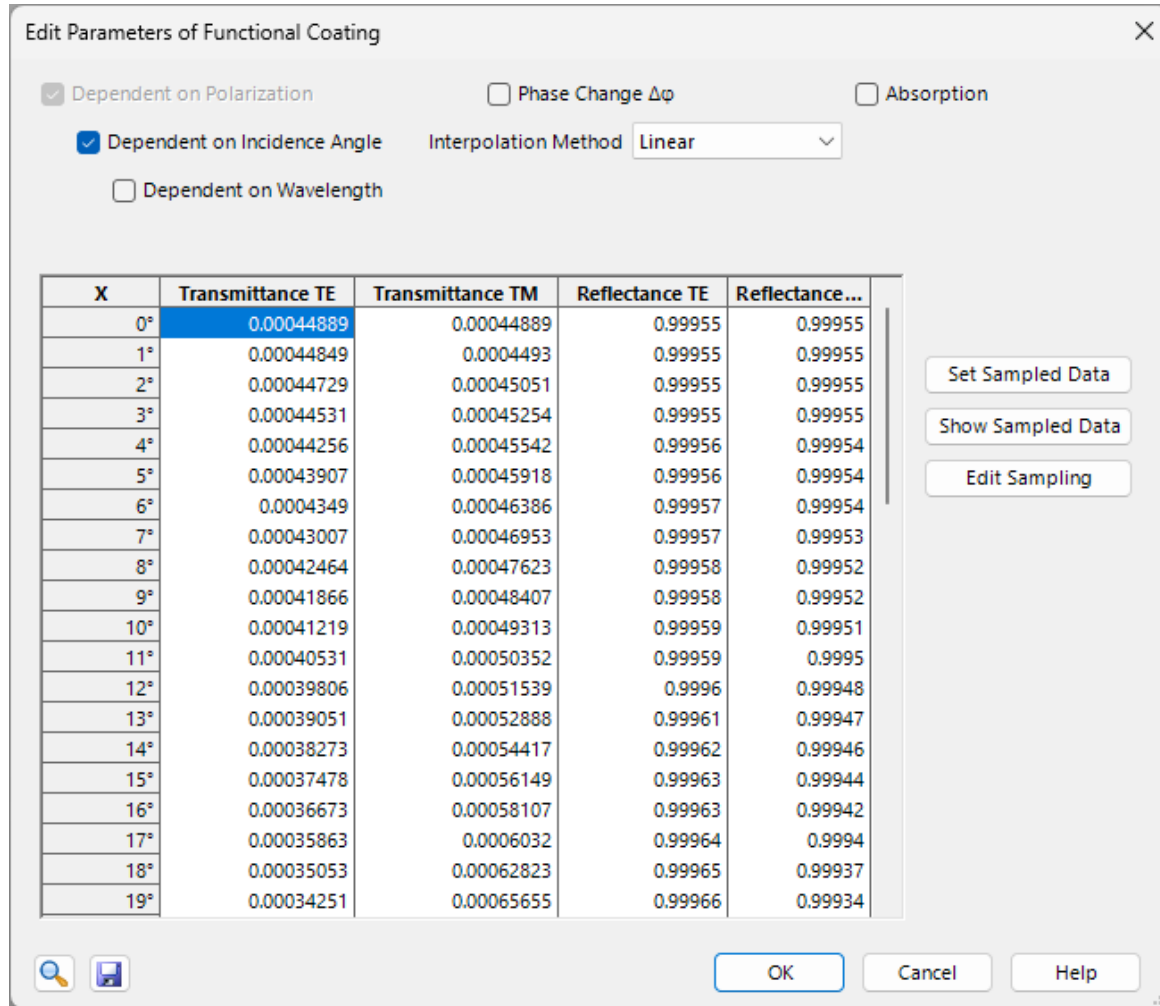 Edit Parameters of Functional Coating
Dependent on Polarization Phase Change Δφ Absorption
Dependent on Incidence Angle Interpolation Method Linear
Dependent on Wavelength
X Transmittance TE Transmittance TM Reflectance TE Reflectance...
0° 0.00044889 0.00044889 0.99955 0.99955
1° 0.00044849 0.0004493 0.99955 0.99955
2° 0.00044729 0.00045051 0.99955 0.99955
3° 0.00044531 0.00045254 0.99955 0.99955
4° 0.00044256 0.00045542 0.99956 0.99954
5° 0.00043907 0.00045918 0.99956 0.99954
6° 0.0004349 0.00046386 0.99957 0.99954
7° 0.00043007 0.00046953 0.99957 0.99953
8° 0.00042464 0.00047623 0.99958 0.99952
9° 0.00041866 0.00048407 0.99958 0.99952
10° 0.00041219 0.00049313 0.99959 0.99951
11° 0.00040531 0.00050352 0.99959 0.9995
12° 0.00039806 0.00051539 0.9996 0.99948
13° 0.00039051 0.00052888 0.99961 0.99947
14° 0.00038273 0.00054417 0.99962 0.99946
15° 0.00037478 0.00056149 0.99963 0.99944
16° 0.00036673 0.00058107 0.99963 0.99942
17° 0.00035863 0.0006032 0.99964 0.9994
18° 0.00035053 0.00062823 0.99965 0.99937
19° 0.00034251 0.00065655 0.99966 0.99934
Set Sampled Data
Show Sampled Data
Edit Sampling
OK Cancel Help